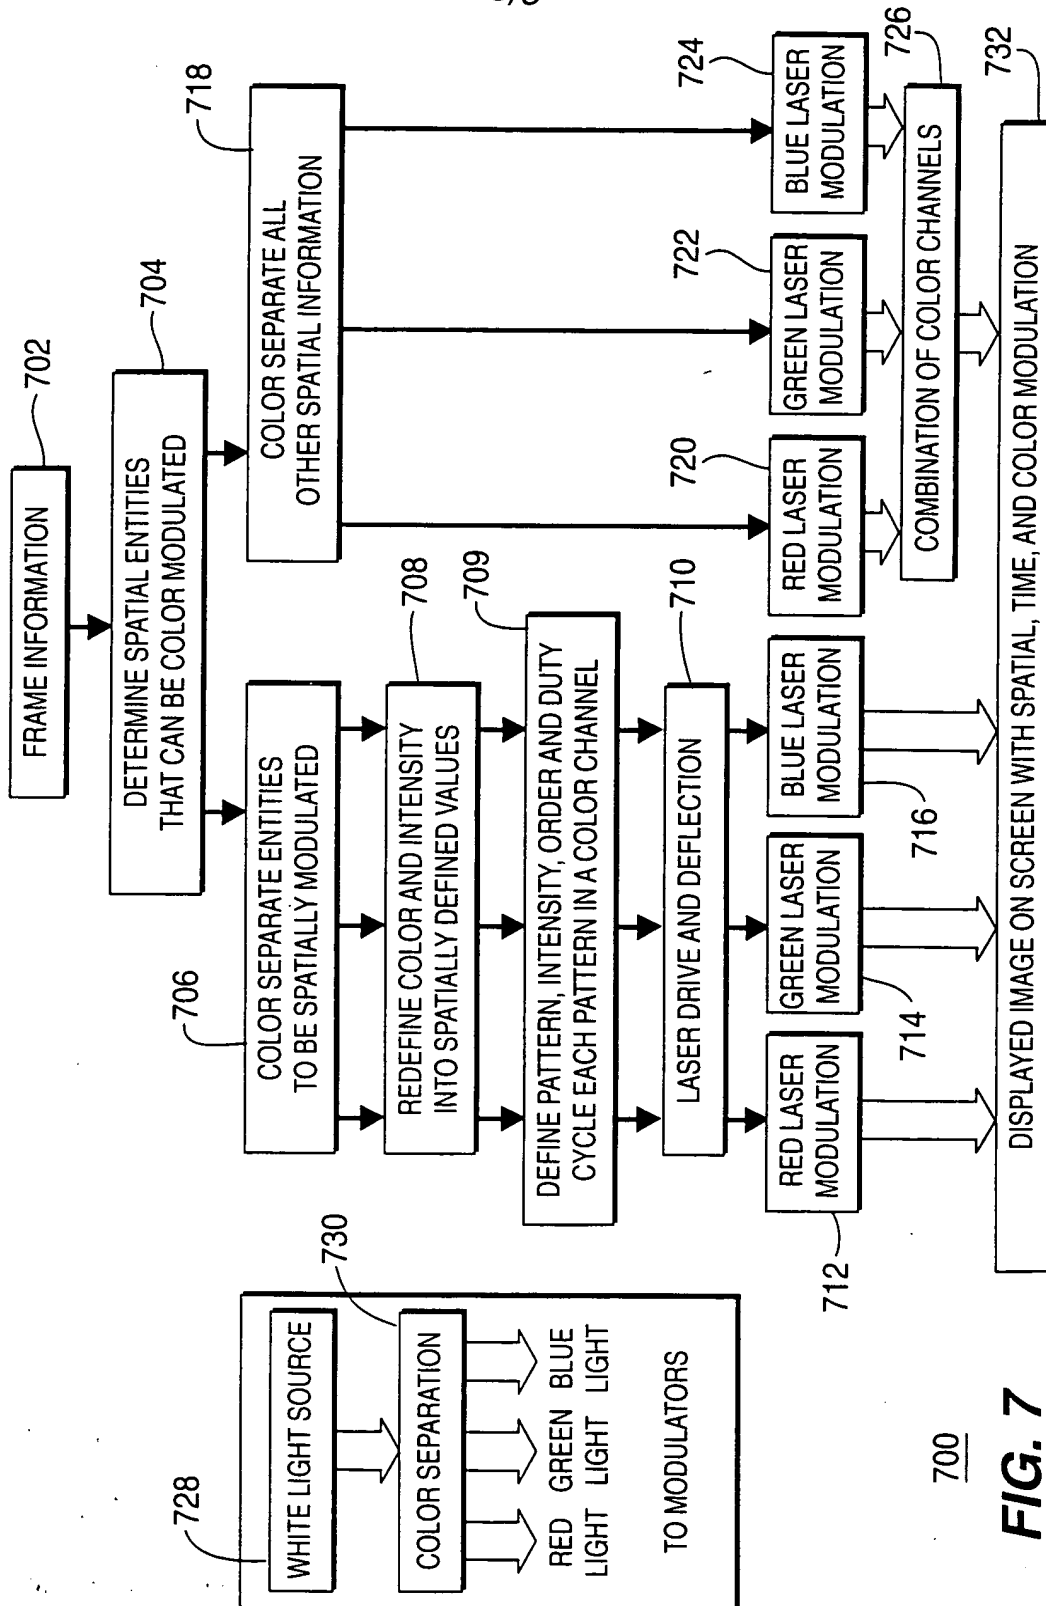 702
FRAME INFORMATION
704
DETERMINE SPATIAL ENTITIES
THAT CAN BE COLOR MODULATED
706
COLOR SEPARATE ENTITIES
TO BE SPATIALLY MODULATED
718
COLOR SEPARATE ALL
OTHER SPATIAL INFORMATION
708
REDEFINE COLOR AND INTENSITY
INTO SPATIALLY DEFINED VALUES
709
DEFINE PATTERN, INTENSITY, ORDER AND DUTY
CYCLE EACH PATTERN IN A COLOR CHANNEL
710
LASER DRIVE AND DEFLECTION
712
RED LASER
MODULATION
714
GREEN LASER
MODULATION
716
BLUE LASER
MODULATION
720
RED LASER
MODULATION
722
GREEN LASER
MODULATION
724
BLUE LASER
MODULATION
726
COMBINATION OF COLOR CHANNELS
732
DISPLAYED IMAGE ON SCREEN WITH SPATIAL, TIME, AND COLOR MODULATION
728
WHITE LIGHT SOURCE
730
COLOR SEPARATION
RED GREEN BLUE
LIGHT LIGHT LIGHT
TO MODULATORS
700
FIG. 7